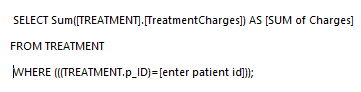 SELECT Sum([TREATMENT].[TreatmentCharges]) AS [SUM of Charges]
FROM TREATMENT
WHERE (((TREATMENT.p_ID)=[enter patient id]));